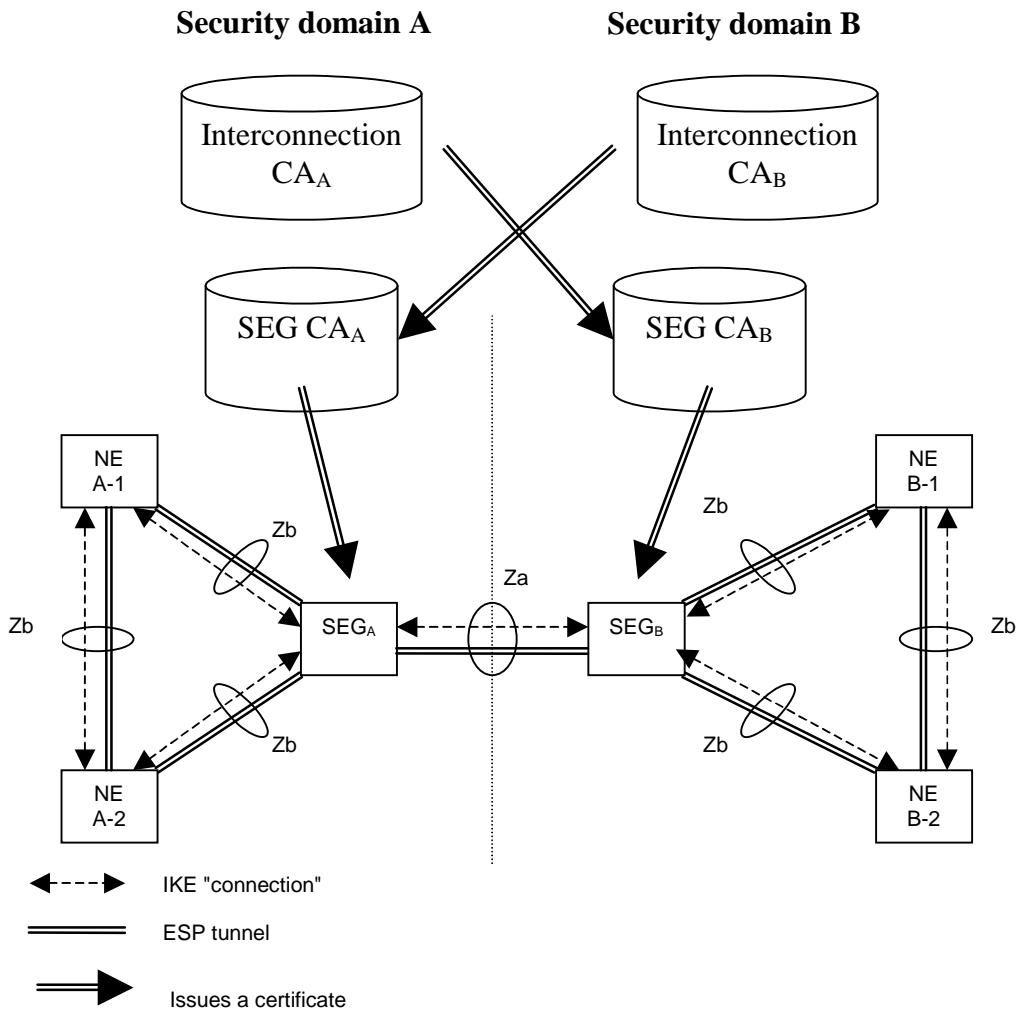 Security domain A
Security domain B
Interconnection
CA_A
Interconnection
CA_B
SEG CA_A
SEG CA_B
NE
A-1
NE
B-1
Zb
Zb
Za
Zb
SEG_A
SEG_B
Zb
Zb
Zb
NE
A-2
NE
B-2
IKE "connection"
ESP tunnel
Issues a certificate